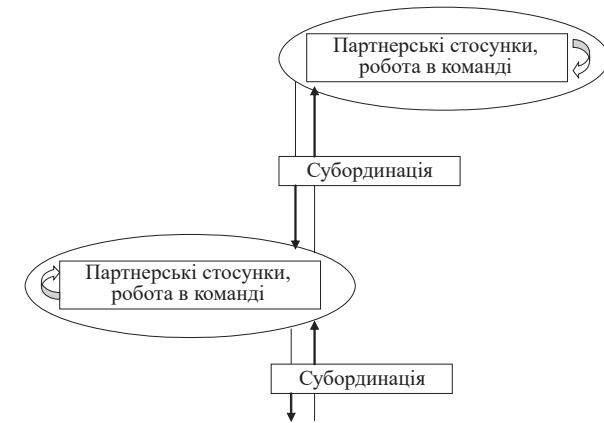 Партнерські стосунки,
робота в команді
Субординація
Партнерські стосунки,
робота в команді
Субординація